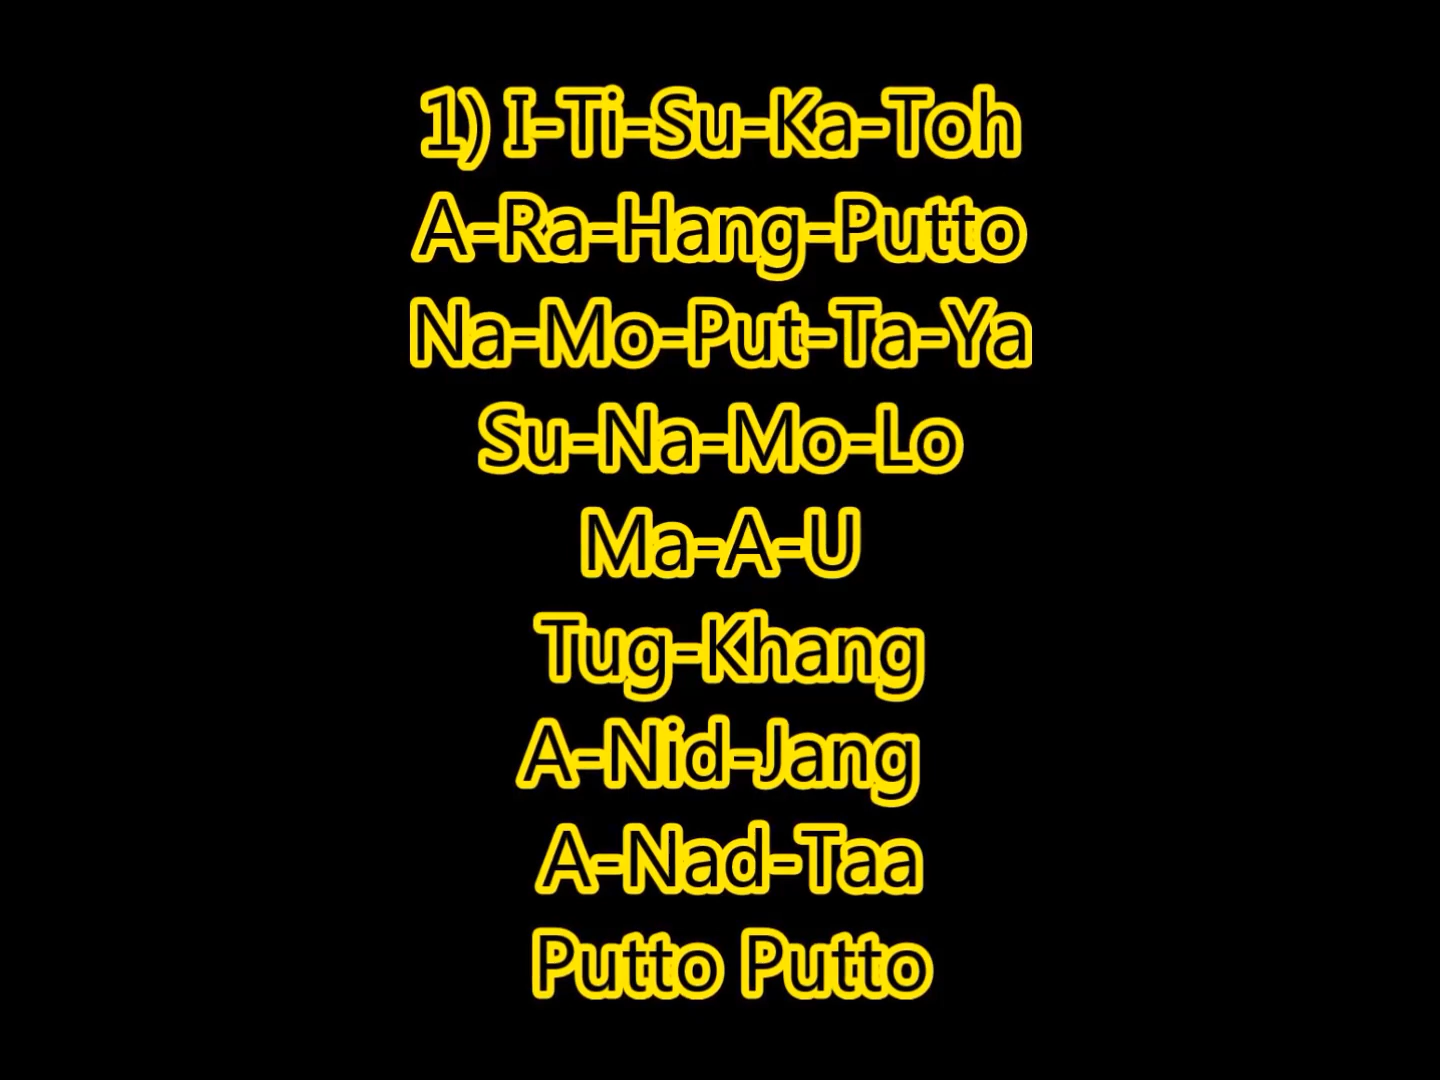 1) I-Ti-Su-Ka-Toh
A-Ra-Hang-Putto
Na-Mo-Put-Ta-Ya
Su-Na-Mo-Lo
Ma-A-U
Tug-Khang
A-Nid-Jang
A-Nad-Taa
Putto Putto